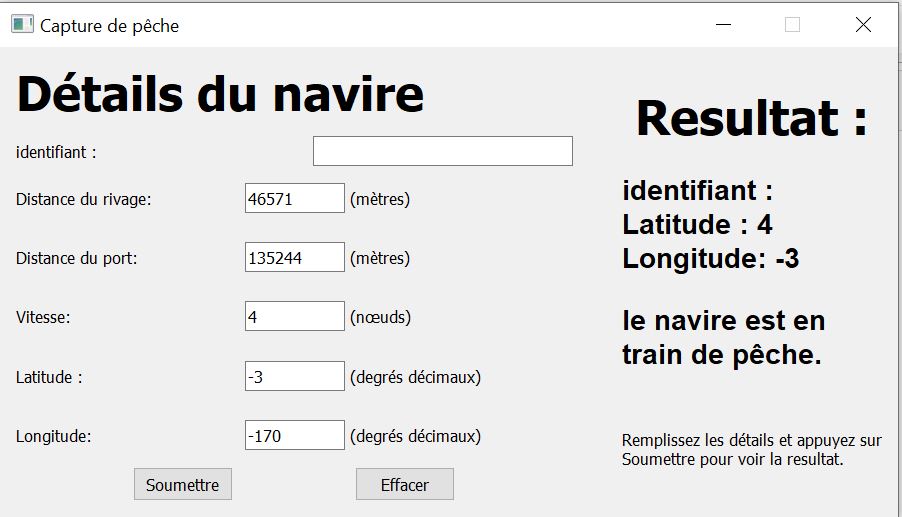 Capture de pêche
Détails du navire
identifiant :
Distance du rivage: 46571 (mètres)
Distance du port: 135244 (mètres)
Vitesse: 4 (nœuds)
Latitude : -3 (degrés décimaux)
Longitude: -170 (degrés décimaux)
Soumettre Effacer
Resultat :
identifiant :
Latitude : 4
Longitude: -3
le navire est en
train de pêche.
Remplissez les détails et appuyez sur
Soumettre pour voir la resultat.